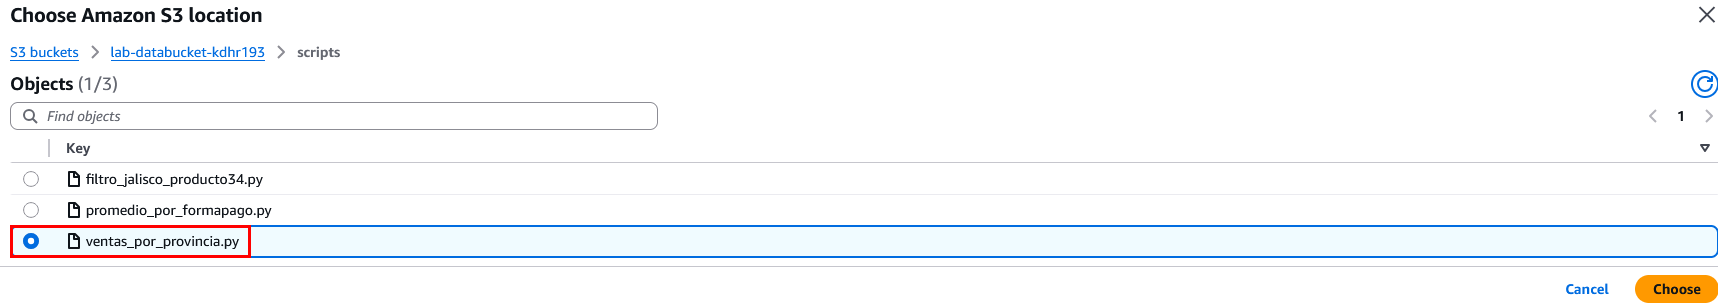 Choose Amazon S3 location
S3 buckets > lab-databucket-kdhr193 > scripts
Objects (1/3)
Find objects
1
Key
filtro_jalisco_producto34.py
promedio_por_formapago.py
ventas_por_provincia.py
Cancel
Choose